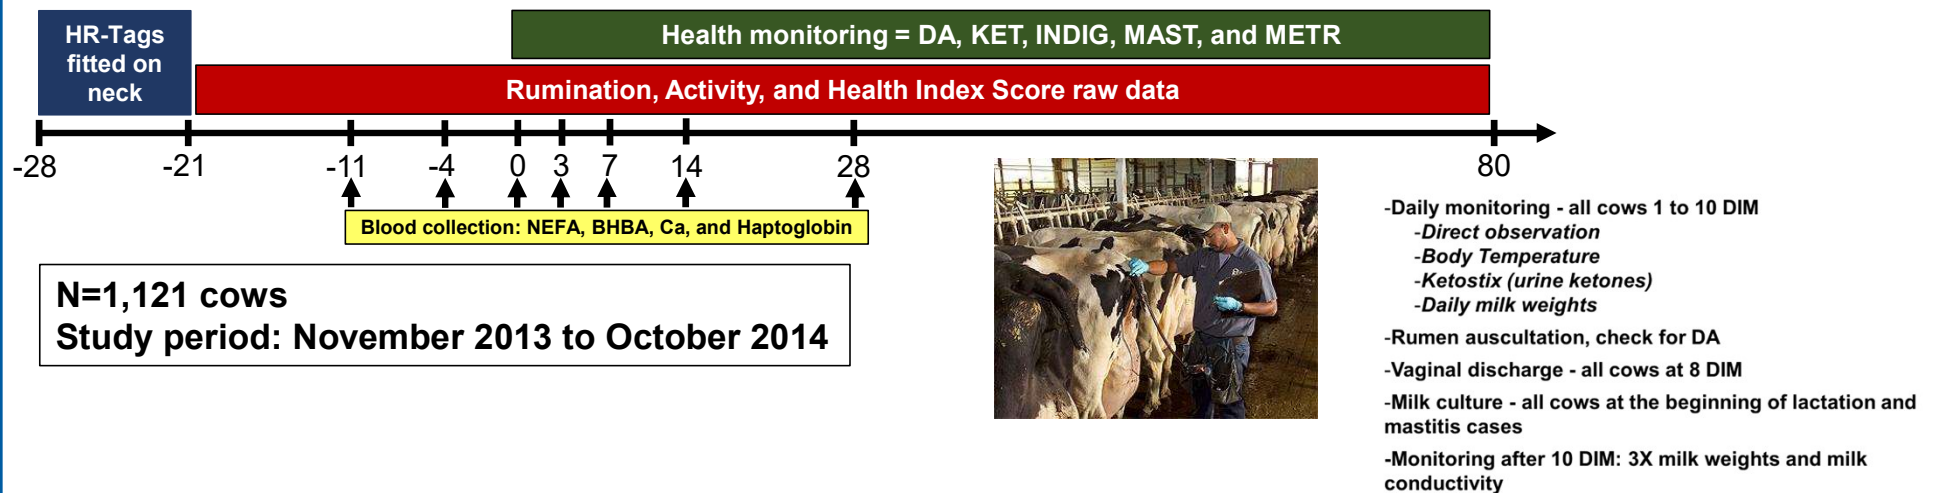 HR-Tags
fitted on
neck
Health monitoring = DA, KET, INDIG, MAST, and METR
Rumination, Activity, and Health Index Score raw data
-28
-21
-11
-4
0
3
7
14
28
80
Blood collection: NEFA, BHBA, Ca, and Haptoglobin
N=1,121 cows
Study period: November 2013 to October 2014
-Daily monitoring - all cows 1 to 10 DIM
-Direct observation
-Body Temperature
-Ketostix (urine ketones)
-Daily milk weights
-Rumen auscultation, check for DA
-Vaginal discharge - all cows at 8 DIM
-Milk culture - all cows at the beginning of lactation and
mastitis cases
-Monitoring after 10 DIM: 3X milk weights and milk
conductivity